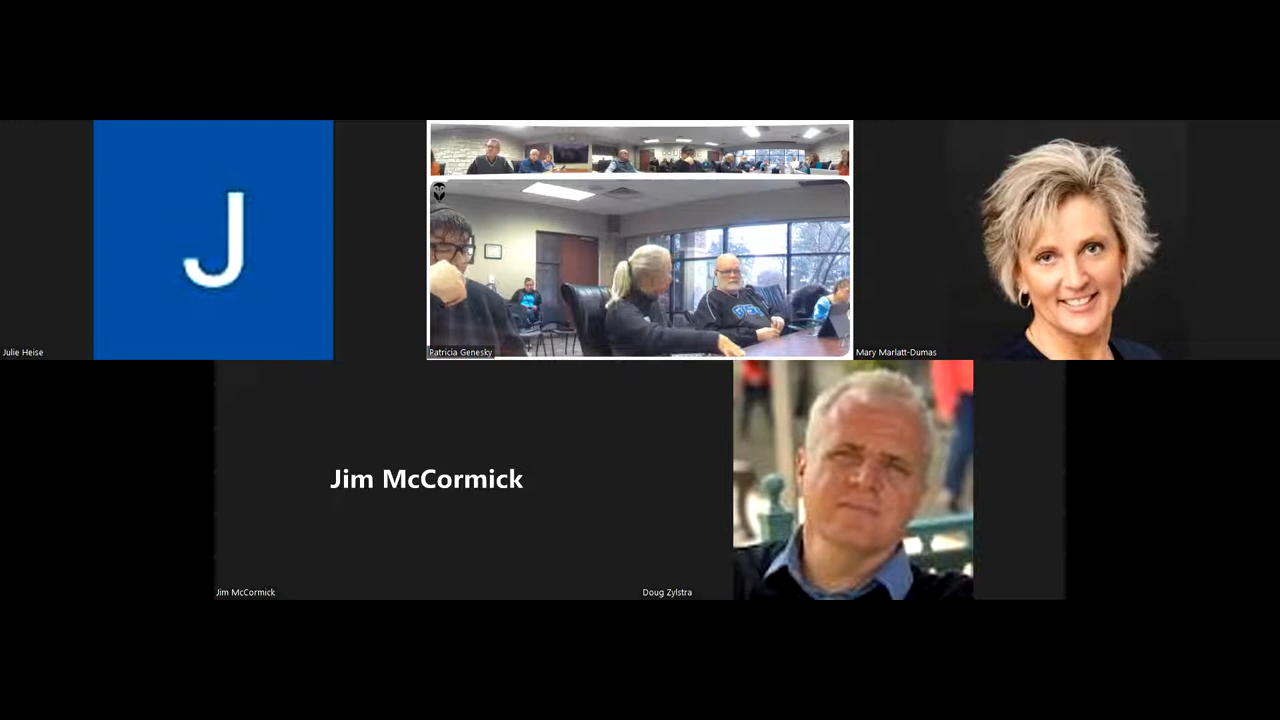 J
Julie Heise
Patricia Genesky
Mary Marlatt-Dumas
Jim McCormick
Jim McCormick
Doug Zylstra